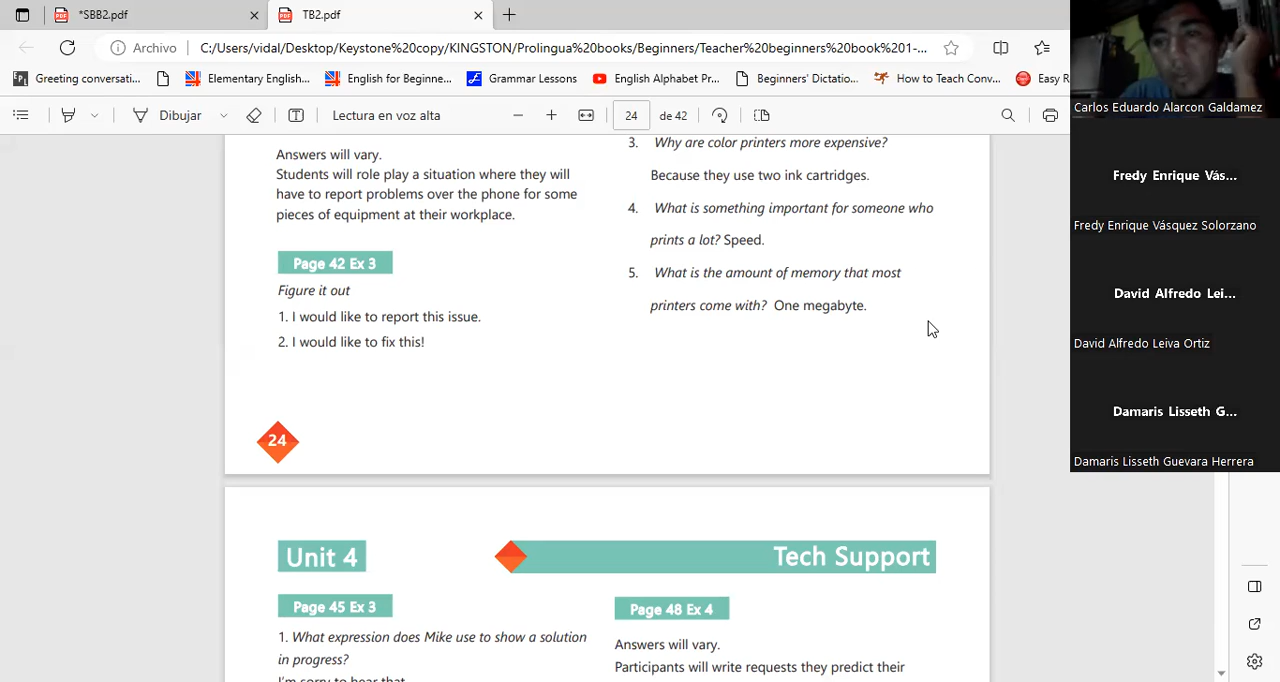 *SBB2.pdf
TB2.pdf
Archivo
C:/Users/vidal/Desktop/Keystone%20copy/KINGSTON/Prolingua%20books/Beginners/Teacher%20beginners%20book%201-...
Greeting conversati...
Elementary English...
English for Beginne...
Grammar Lessons
English Alphabet Pr...
Beginners' Dictatio...
How to Teach Conv...
Easy R
Dibujar
Lectura en voz alta
24
de 42
Answers will vary.
Students will role play a situation where they will
have to report problems over the phone for some
pieces of equipment at their workplace.
Page 42 Ex 3
Figure it out
1. I would like to report this issue.
2. I would like to fix this!
24
3. Why are color printers more expensive?
Because they use two ink cartridges.
4. What is something important for someone who
prints a lot? Speed.
5. What is the amount of memory that most
printers come with? One megabyte.
Unit 4
Tech Support
Page 45 Ex 3
1. What expression does Mike use to show a solution
in progress?
I'm sorry to hear that
Page 48 Ex 4
Answers will vary.
Participants will write requests they predict their
Carlos Eduardo Alarcon Galdamez
Fredy Enrique Vás...
Fredy Enrique Vásquez Solorzano
David Alfredo Lei...
David Alfredo Leiva Ortiz
Damaris Lisseth G...
Damaris Lisseth Guevara Herrera